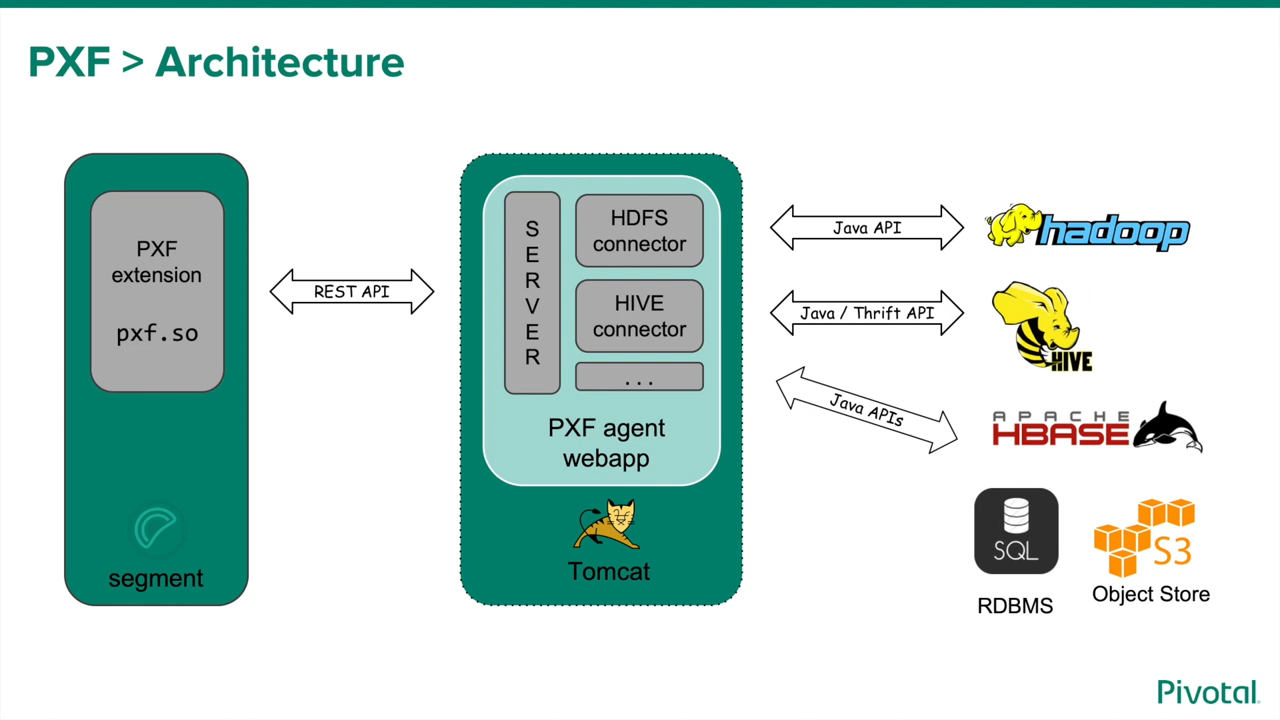 PXF > Architecture
PXF
extension
pxf.so
segment
REST API
S
E
R
V
E
R
HDFS
connector
HIVE
connector
...
PXF agent
webapp
Tomcat
Java API
hadoop
Java / Thrift API
HIVE
Java APIs
APACHE
HBASE
SQL
RDBMS
S3
Object Store
Pivotal